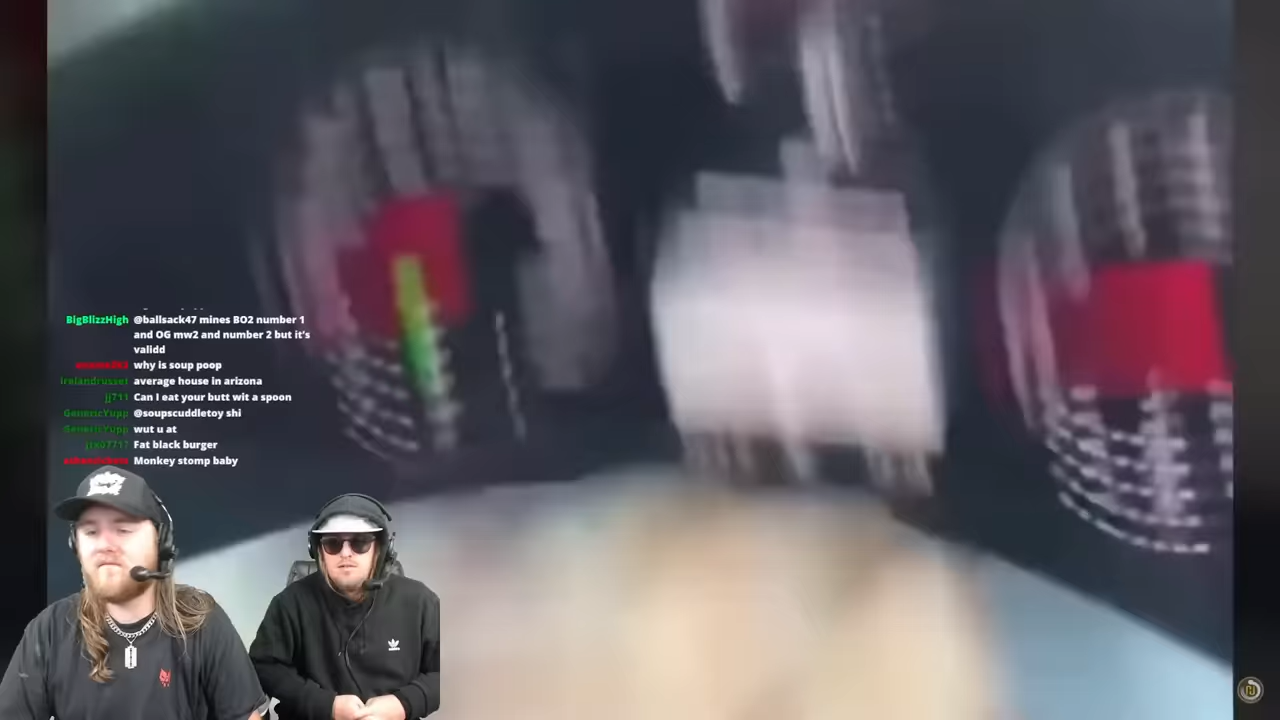 BigBlizzHigh @ballsack47 mines BO2 number 1
and OG mw2 and number 2 but it's
validd
why is soup poop
irelandrusset average house in arizona
jj711 Can I eat your butt wit a spoon
GenericYupp @soupscuddletoy shi
GenericYupp wut u at
Fat black burger
Monkey stomp baby